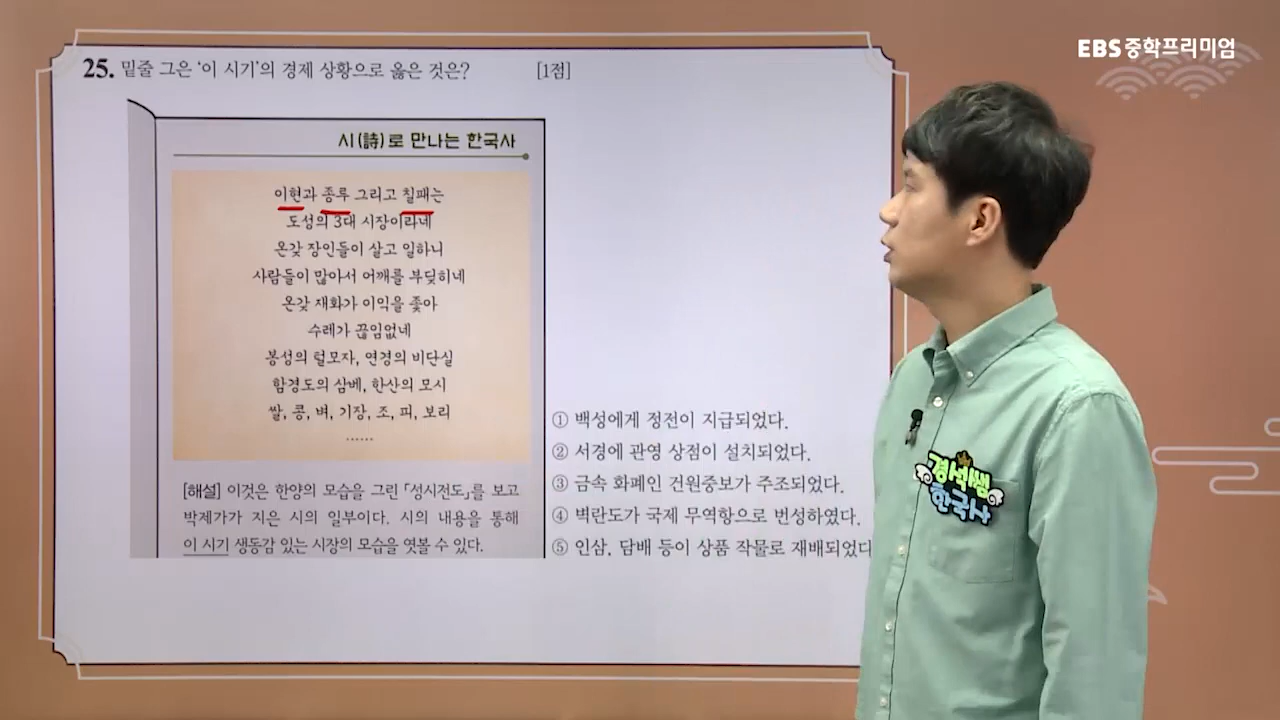 EBS 중학프리미엄
25. 밑줄 그은 '이 시기'의 경제 상황으로 옳은 것은? [1점]
시(詩)로 만나는 한국사
이현과 종루 그리고 칠패는
도성의 3대 시장이라네
온갖 장인들이 살고 일하니
사람들이 많아서 어깨를 부딪히네
온갖 재화가 이익을 좇아
수레가 끊임없네
봉성의 털모자, 연경의 비단실
함경도의 삼베, 한산의 모시
쌀, 콩, 벼, 기장, 조, 피, 보리
······
[해설] 이것은 한양의 모습을 그린 「성시전도」를 보고
박제가가 지은 시의 일부이다. 시의 내용을 통해
이 시기 생동감 있는 시장의 모습을 엿볼 수 있다.
① 백성에게 정전이 지급되었다.
② 서경에 관영 상점이 설치되었다.
③ 금속 화폐인 건원중보가 주조되었다.
④ 벽란도가 국제 무역항으로 번성하였다.
⑤ 인삼, 담배 등이 상품 작물로 재배되었다
경석쌤
한국사